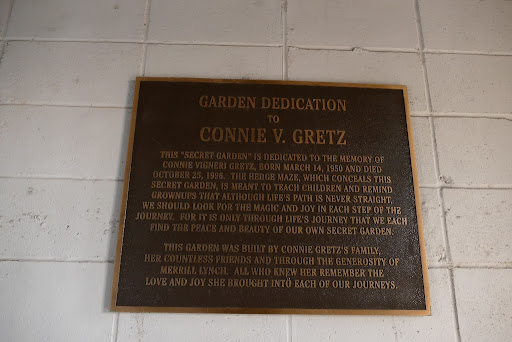 GARDEN DEDICATION
TO
CONNIE V. GRETZ
THIS "SECRET GARDEN" IS DEDICATED TO THE MEMORY OF
CONNIE VIGNERI GRETZ, BORN MARCH 14, 1950 AND DIED
OCTOBER 25, 1996. THE HEDGE MAZE, WHICH CONCEALS THIS
SECRET GARDEN, IS MEANT TO TEACH CHILDREN AND REMIND
GROWNUPS THAT ALTHOUGH LIFE'S PATH IS NEVER STRAIGHT,
WE SHOULD LOOK FOR THE MAGIC AND JOY IN EACH STEP OF THE
JOURNEY. FOR IT IS ONLY THROUGH LIFE'S JOURNEY THAT WE EACH
FIND THE PEACE AND BEAUTY OF OUR OWN SECRET GARDEN.
THIS GARDEN WAS BUILT BY CONNIE GRETZ'S FAMILY,
HER COUNTLESS FRIENDS AND THROUGH THE GENEROSITY OF
MERRILL LYNCH. ALL WHO KNEW HER REMEMBER THE
LOVE AND JOY SHE BROUGHT INTÖ EACH OF OUR JOURNEYS.